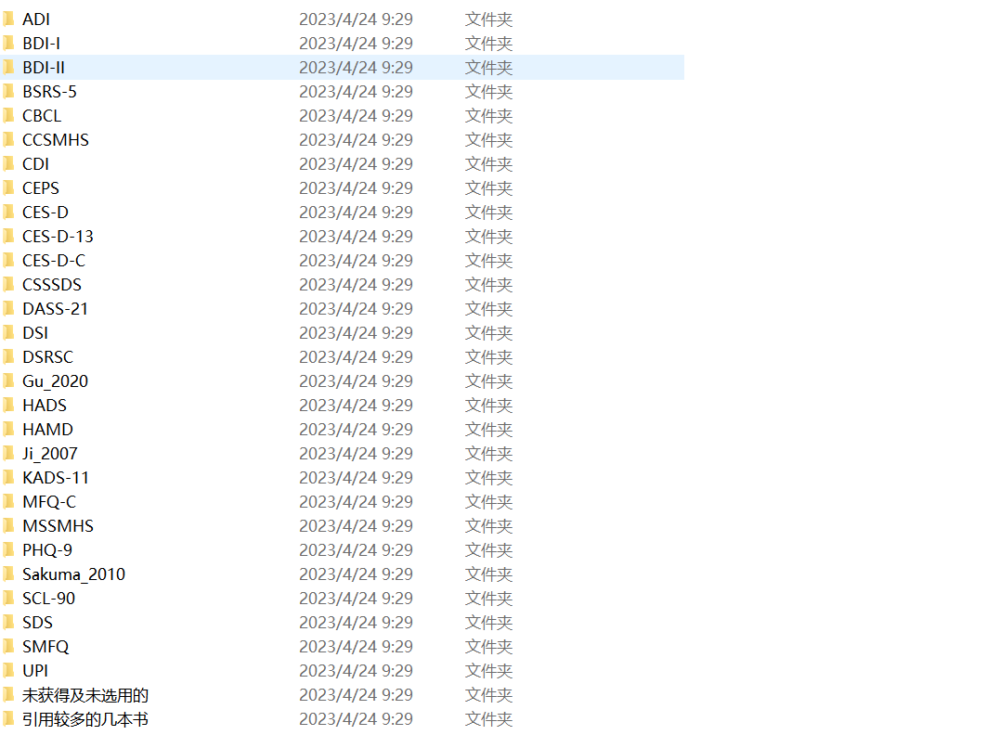 ADI 2023/4/24 9:29 文件夹
BDI-I 2023/4/24 9:29 文件夹
BDI-II 2023/4/24 9:29 文件夹
BSRS-5 2023/4/24 9:29 文件夹
CBCL 2023/4/24 9:29 文件夹
CCSMHS 2023/4/24 9:29 文件夹
CDI 2023/4/24 9:29 文件夹
CEPS 2023/4/24 9:29 文件夹
CES-D 2023/4/24 9:29 文件夹
CES-D-13 2023/4/24 9:29 文件夹
CES-D-C 2023/4/24 9:29 文件夹
CSSSDS 2023/4/24 9:29 文件夹
DASS-21 2023/4/24 9:29 文件夹
DSI 2023/4/24 9:29 文件夹
DSRSC 2023/4/24 9:29 文件夹
Gu_2020 2023/4/24 9:29 文件夹
HADS 2023/4/24 9:29 文件夹
HAMD 2023/4/24 9:29 文件夹
Ji_2007 2023/4/24 9:29 文件夹
KADS-11 2023/4/24 9:29 文件夹
MFQ-C 2023/4/24 9:29 文件夹
MSSMHS 2023/4/24 9:29 文件夹
PHQ-9 2023/4/24 9:29 文件夹
Sakuma_2010 2023/4/24 9:29 文件夹
SCL-90 2023/4/24 9:29 文件夹
SDS 2023/4/24 9:29 文件夹
SMFQ 2023/4/24 9:29 文件夹
UPI 2023/4/24 9:29 文件夹
未获得及未选用的 2023/4/24 9:29 文件夹
引用较多的几本书 2023/4/24 9:29 文件夹